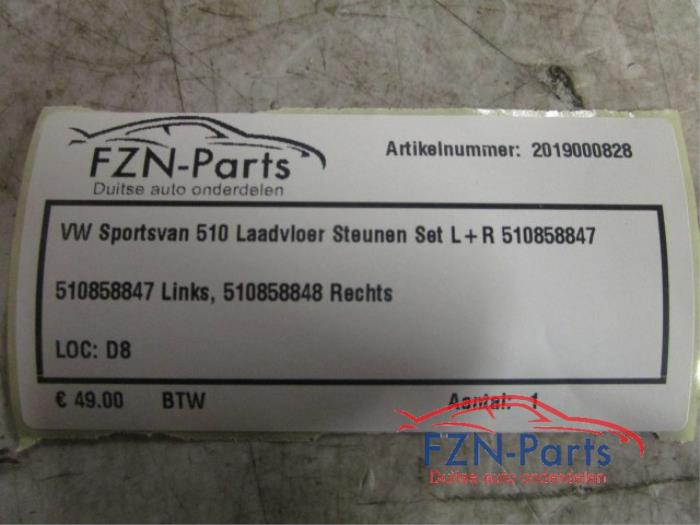 FZN-Parts
Duitse auto onderdelen
Artikelnummer: 2019000828
VW Sportsvan 510 Laadvloer Steunen Set L+R 510858847
510858847 Links, 510858848 Rechts
LOC: D8
€ 49.00 BTW Aantal: 1
FZN-Parts
Duitse auto onderdelen